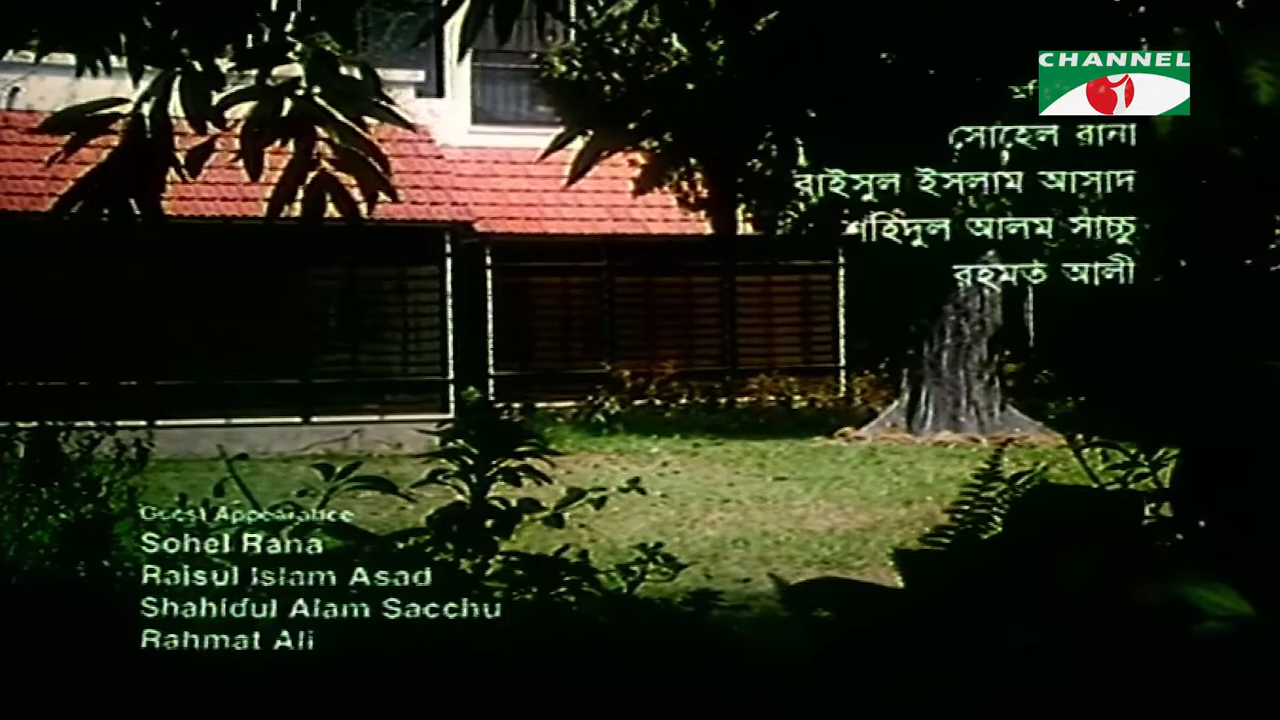 CHANNEL
সোহেল রানা
রাইসুল ইসলাম আসাদ
শহিদুল আলম সাচ্চু
রহমত আলী
Guest Appearance
Sohel Rana
Raisul Islam Asad
Shahidul Alam Sacchu
Rahmat Ali